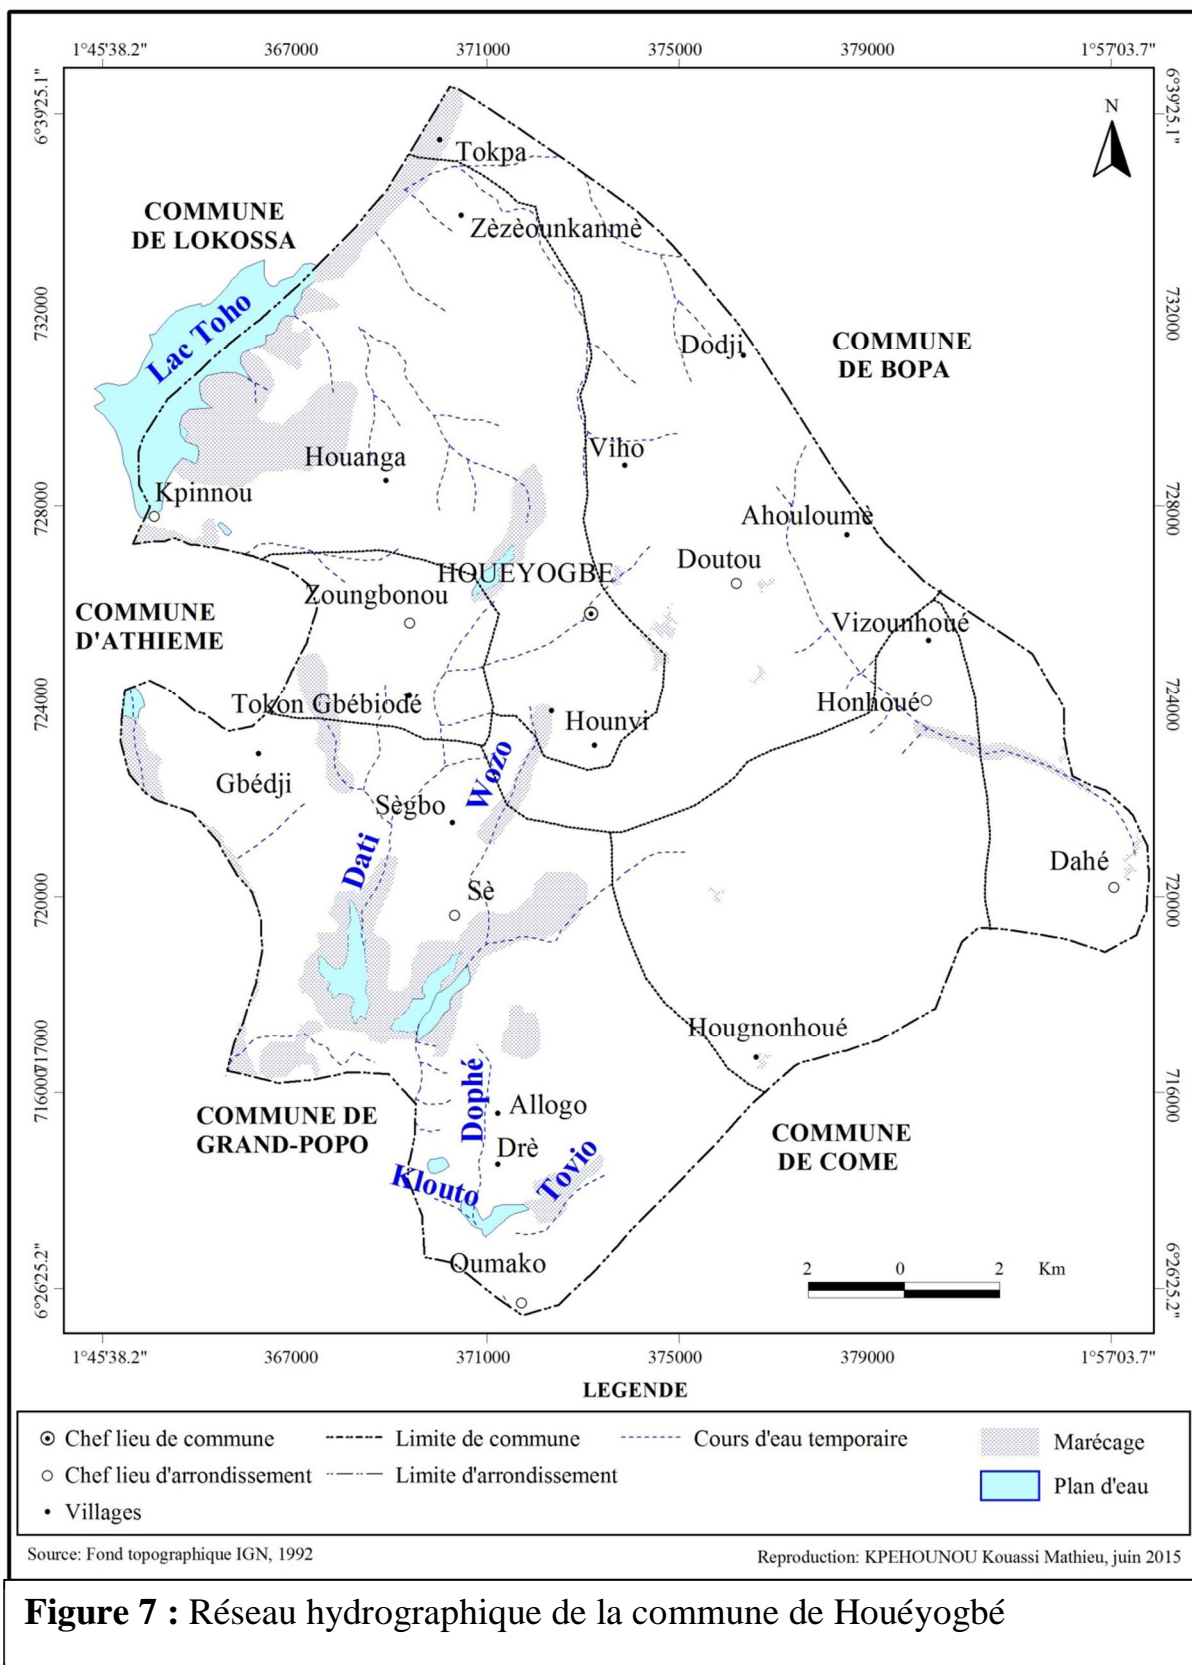 1°45'38.2" 367000 371000 375000 379000 1°57'03.7"
6°39'25.1"
6°39'25.1"
N
Tokpa
COMMUNE
DE LOKOSSA
Zèzèounkanmè
732000
732000
Lac Toho
Dodji
COMMUNE
DE BOPA
Houanga
Viho
Kpinnou
728000
728000
Ahouloumè
HOUEYOGBE
Doutou
Zoungbonou
COMMUNE
D'ATHIEME
Vizounhoué
Tokon Gbébiodé
Honhoué
724000
724000
Hounvi
Gbédji
Wozo
Sègbo
Dati
Dahé
Sè
720000
720000
Hougnonhoué
717000
716000
716000
Dophé
Allogo
COMMUNE DE
GRAND-POPO
COMMUNE
DE COME
Drè
Klouto
Tovio
Oumako
6°26'25.2"
6°26'25.2"
2 0 2 Km
1°45'38.2" 367000 371000 375000 379000 1°57'03.7"
LEGENDE
Chef lieu de commune Limite de commune Cours d'eau temporaire Marécage
Chef lieu d'arrondissement Limite d'arrondissement Plan d'eau
Villages
Source: Fond topographique IGN, 1992 Reproduction: KPEHOUNOU Kouassi Mathieu, juin 2015
Figure 7 : Réseau hydrographique de la commune de Houéyogbé